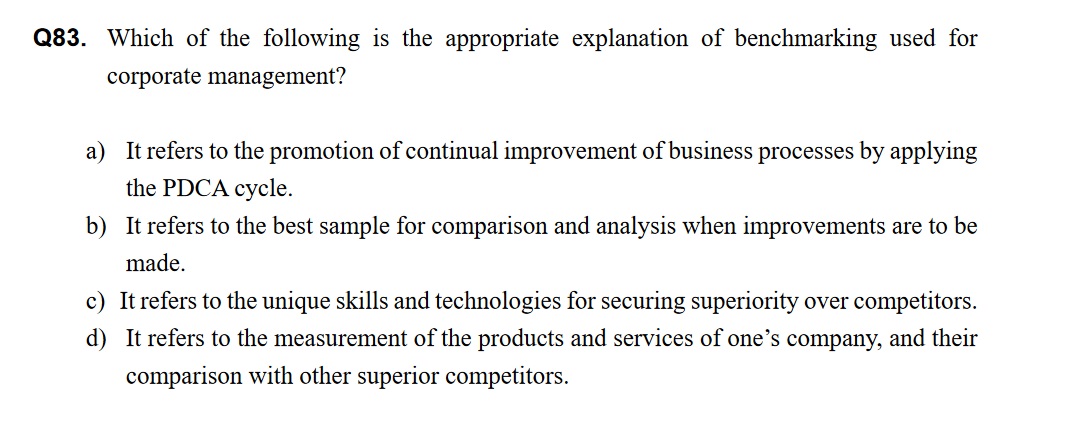 Q83. Which of the following is the appropriate explanation of benchmarking used for
corporate management?
a) It refers to the promotion of continual improvement of business processes by applying
the PDCA cycle.
b) It refers to the best sample for comparison and analysis when improvements are to be
made.
c) It refers to the unique skills and technologies for securing superiority over competitors.
d) It refers to the measurement of the products and services of one’s company, and their
comparison with other superior competitors.